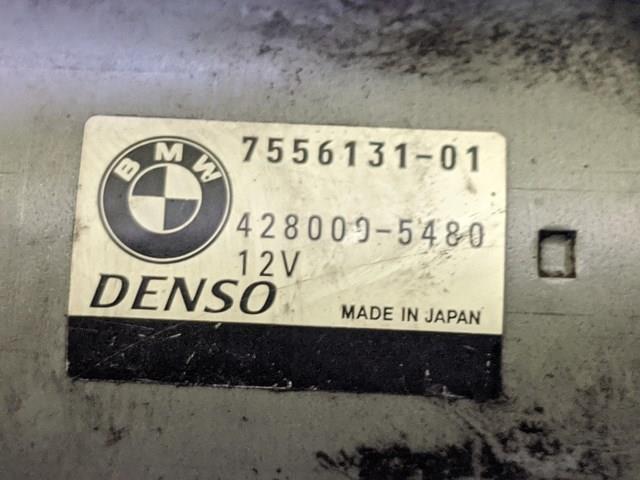 BMW
7556131-01
428000-5480
12V
DENSO
MADE IN JAPAN